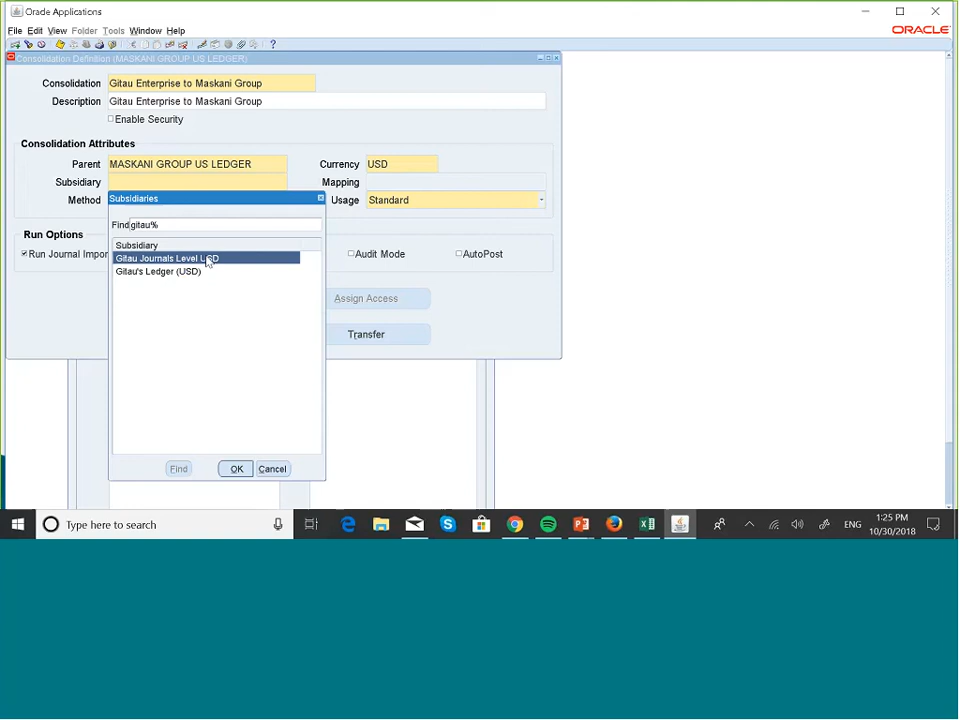 Oracle Applications
File Edit View Folder Tools Window Help
ORACLE
Consolidation Definition (MASKANI GROUP US LEDGER)
Consolidation Gitau Enterprise to Maskani Group
Description Gitau Enterprise to Maskani Group
Enable Security
Consolidation Attributes
Parent MASKANI GROUP US LEDGER Currency USD
Subsidiary Mapping
Method Usage Standard
Subsidiaries
Find gitau%
Run Options
Subsidiary
Run Journal Impor Audit Mode AutoPost
Gitau Journals Level USD
Gitau's Ledger (USD)
Assign Access
Transfer
Find OK Cancel
Type here to search
ENG
1:25 PM
10/30/2018